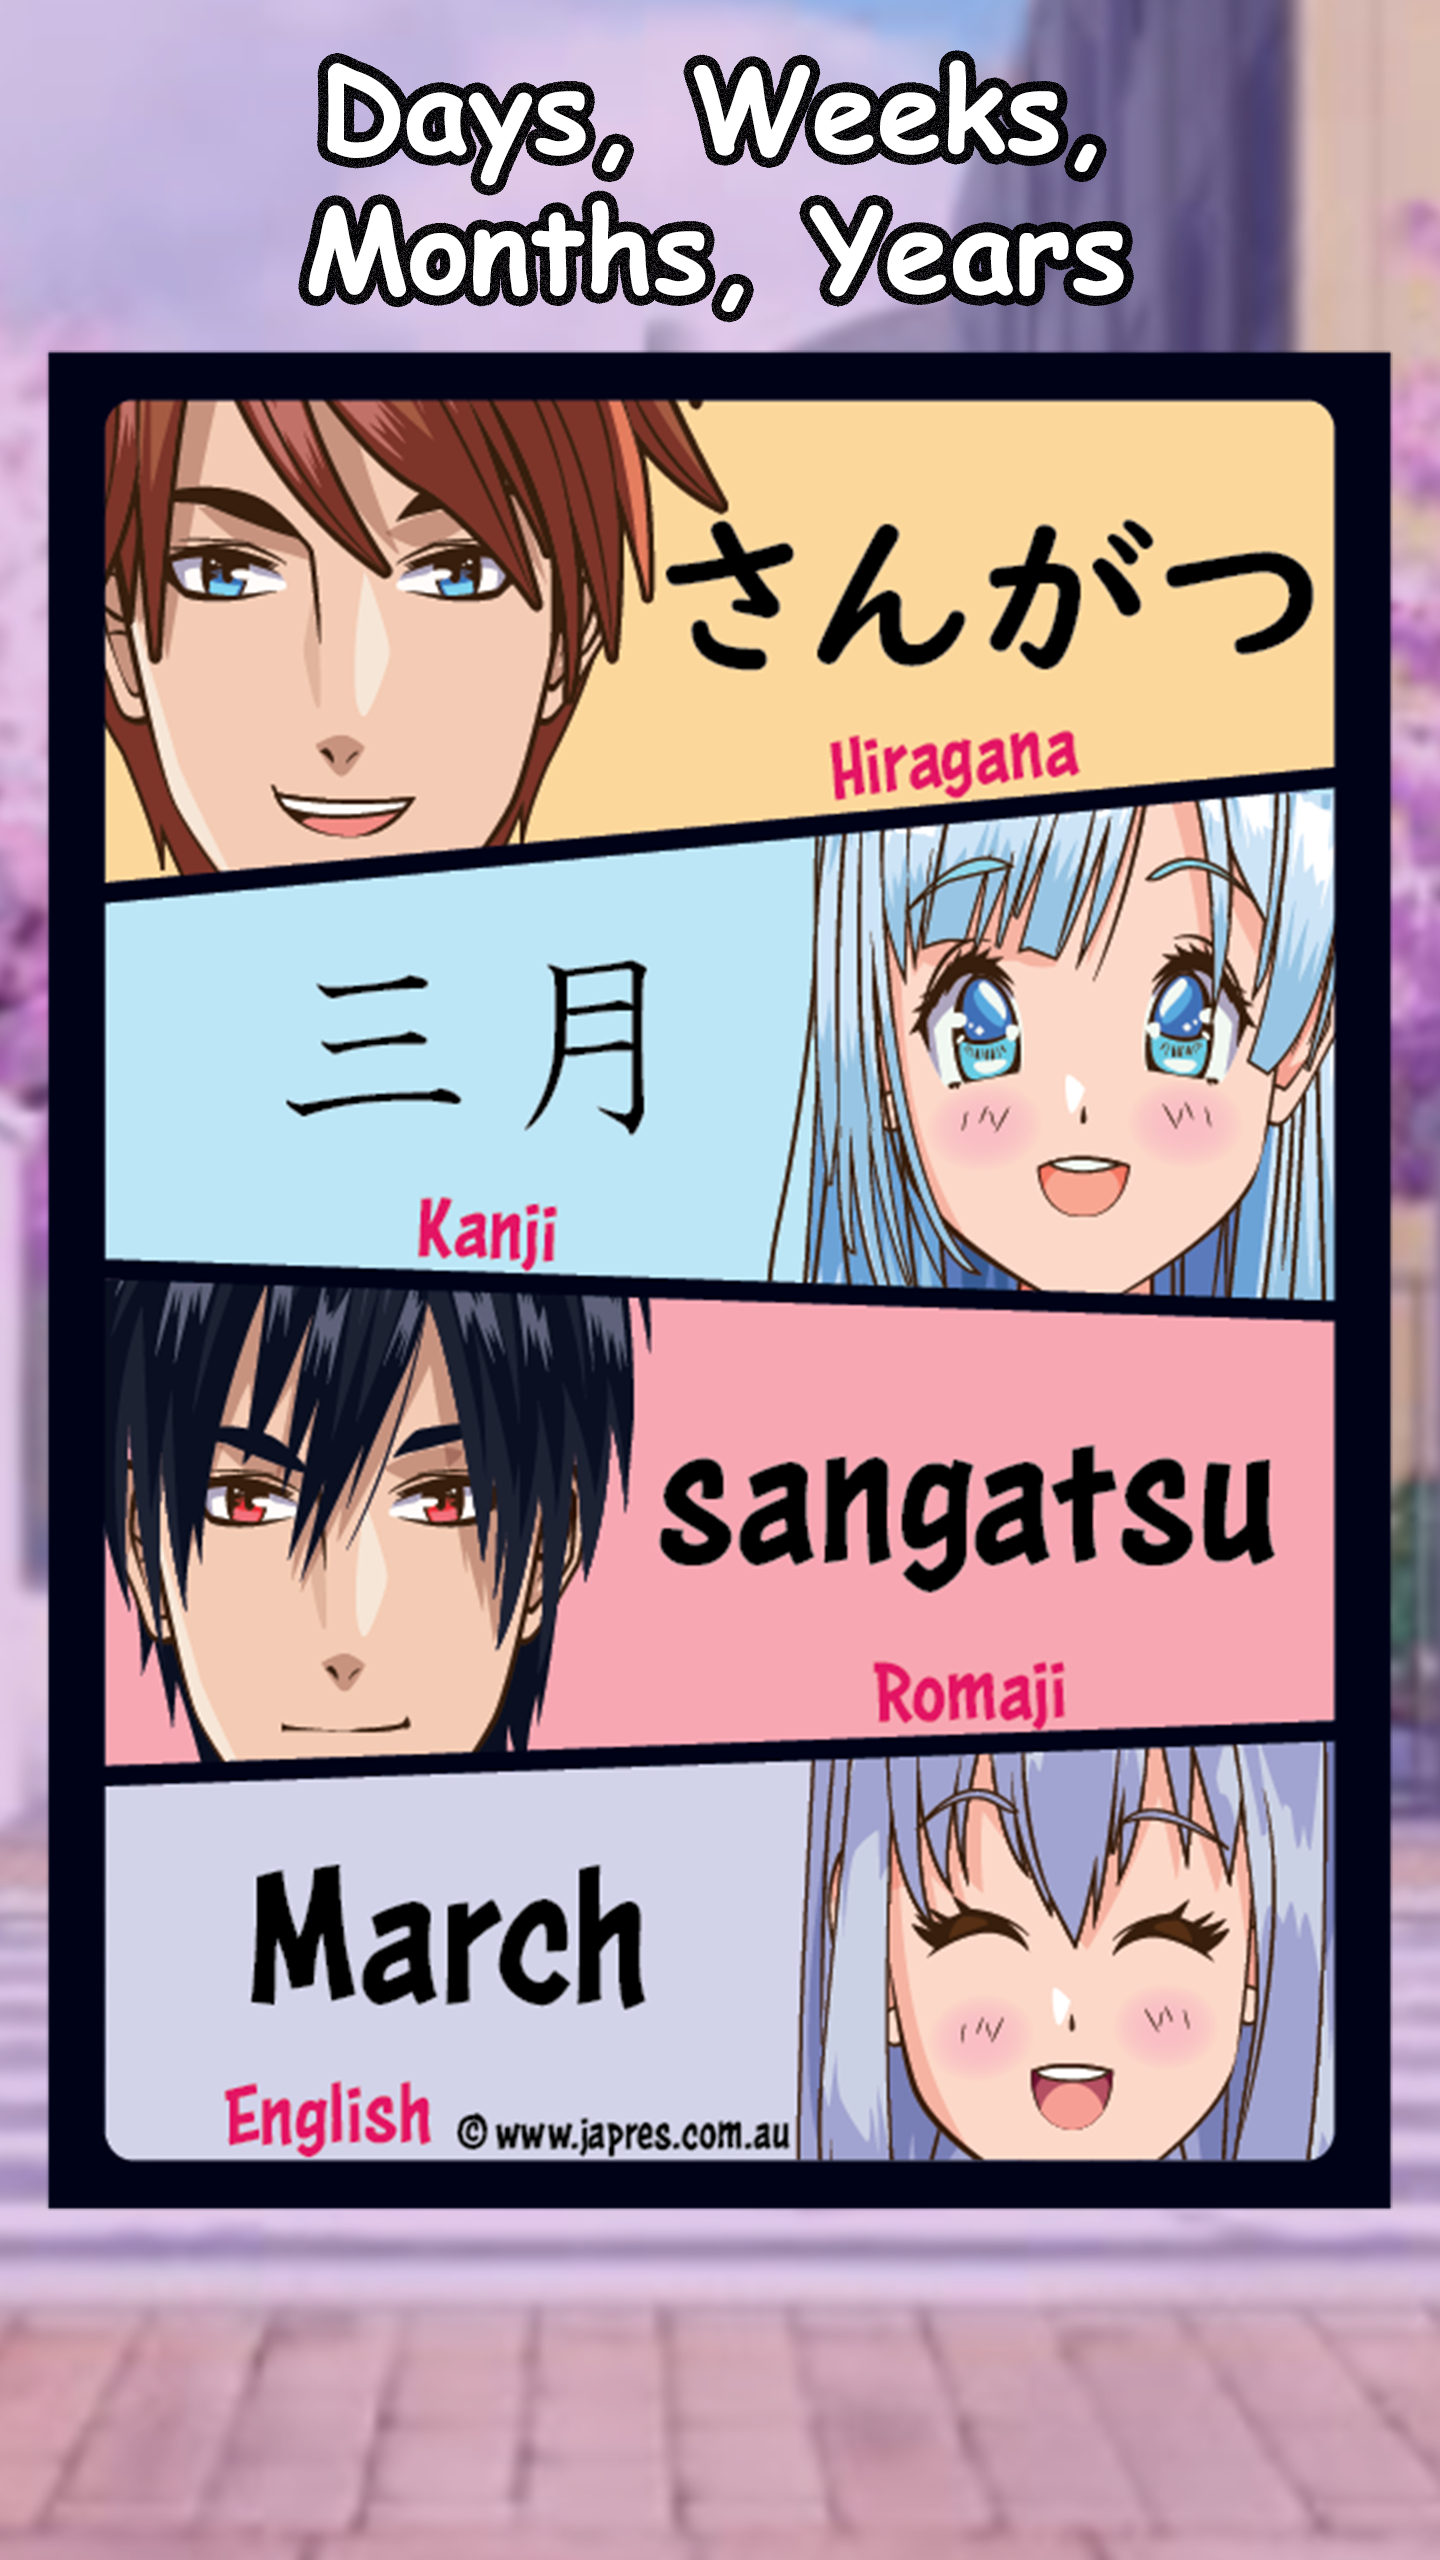 Days, Weeks,
Months, Years
さんがつ
Hiragana
三月
Kanji
sangatsu
Romaji
March
English © www.japres.com.au